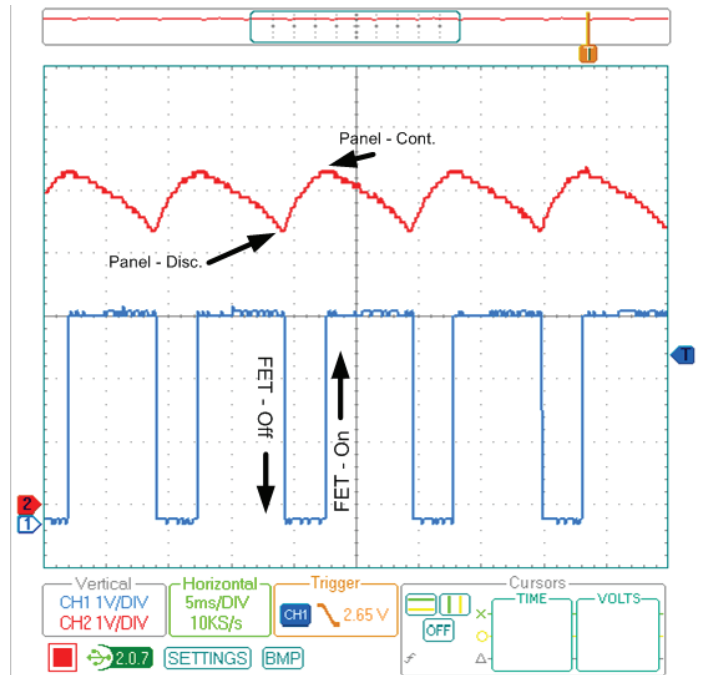 T
Panel - Cont.
Panel - Disc.
T
FET - Off
FET - On
2
1
Vertical
CH1 1V/DIV
CH2 1V/DIV
Horizontal
5ms/DIV
10KS/s
Trigger
CH1 2.65 V
Cursors
TIME
VOLTS
OFF
X
O
Δ
2.0.7
SETTINGS
BMP